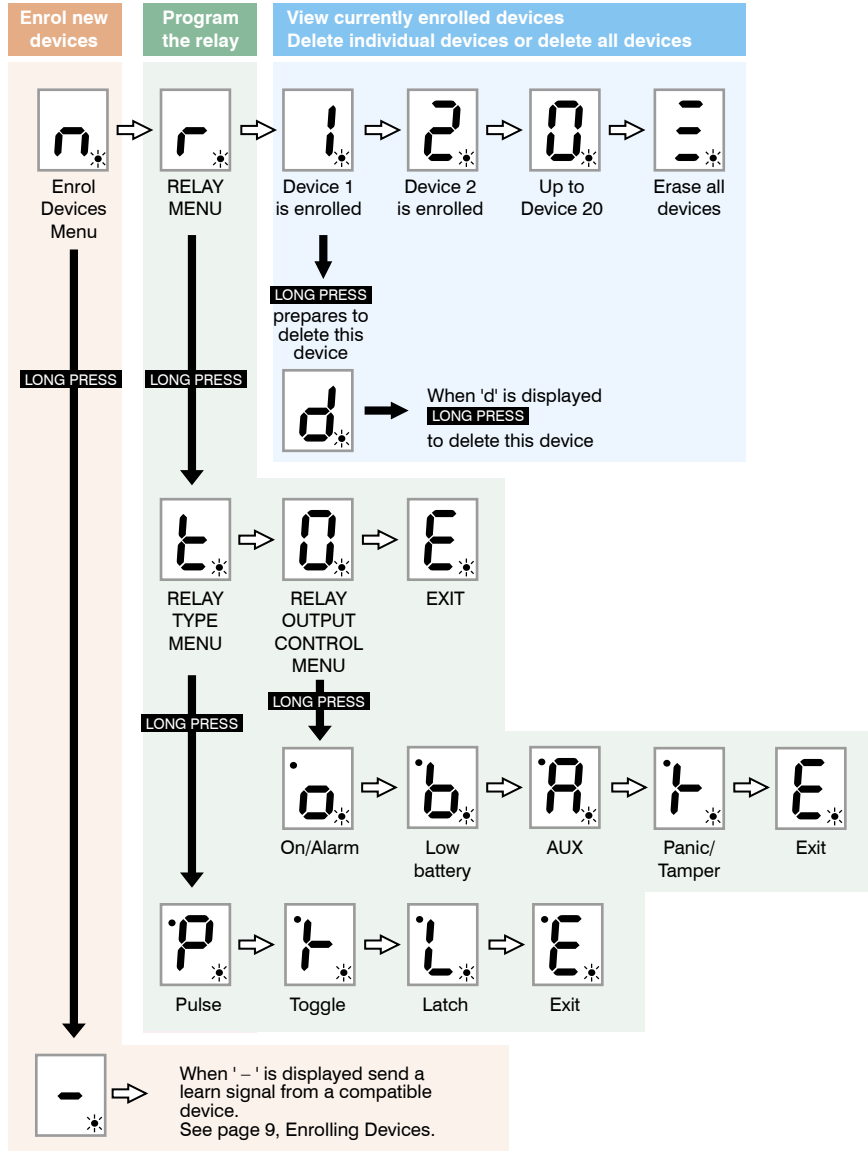 Enrol new
devices
Program
the relay
View currently enrolled devices
Delete individual devices or delete all devices
n
r
1
2
0
Enrol
Devices
Menu
RELAY
MENU
Device 1
is enrolled
Device 2
is enrolled
Up to
Device 20
Erase all
devices
LONG PRESS
prepares to
delete this
device
LONG PRESS
LONG PRESS
d
When 'd' is displayed
LONG PRESS
to delete this device
t
0
E
RELAY
TYPE
MENU
RELAY
OUTPUT
CONTROL
MENU
EXIT
LONG PRESS
LONG PRESS
o
b
A
E
On/Alarm
Low
battery
AUX
Panic/
Tamper
Exit
P
L
E
Pulse
Toggle
Latch
Exit
–
When ' – ' is displayed send a
learn signal from a compatible
device.
See page 9, Enrolling Devices.